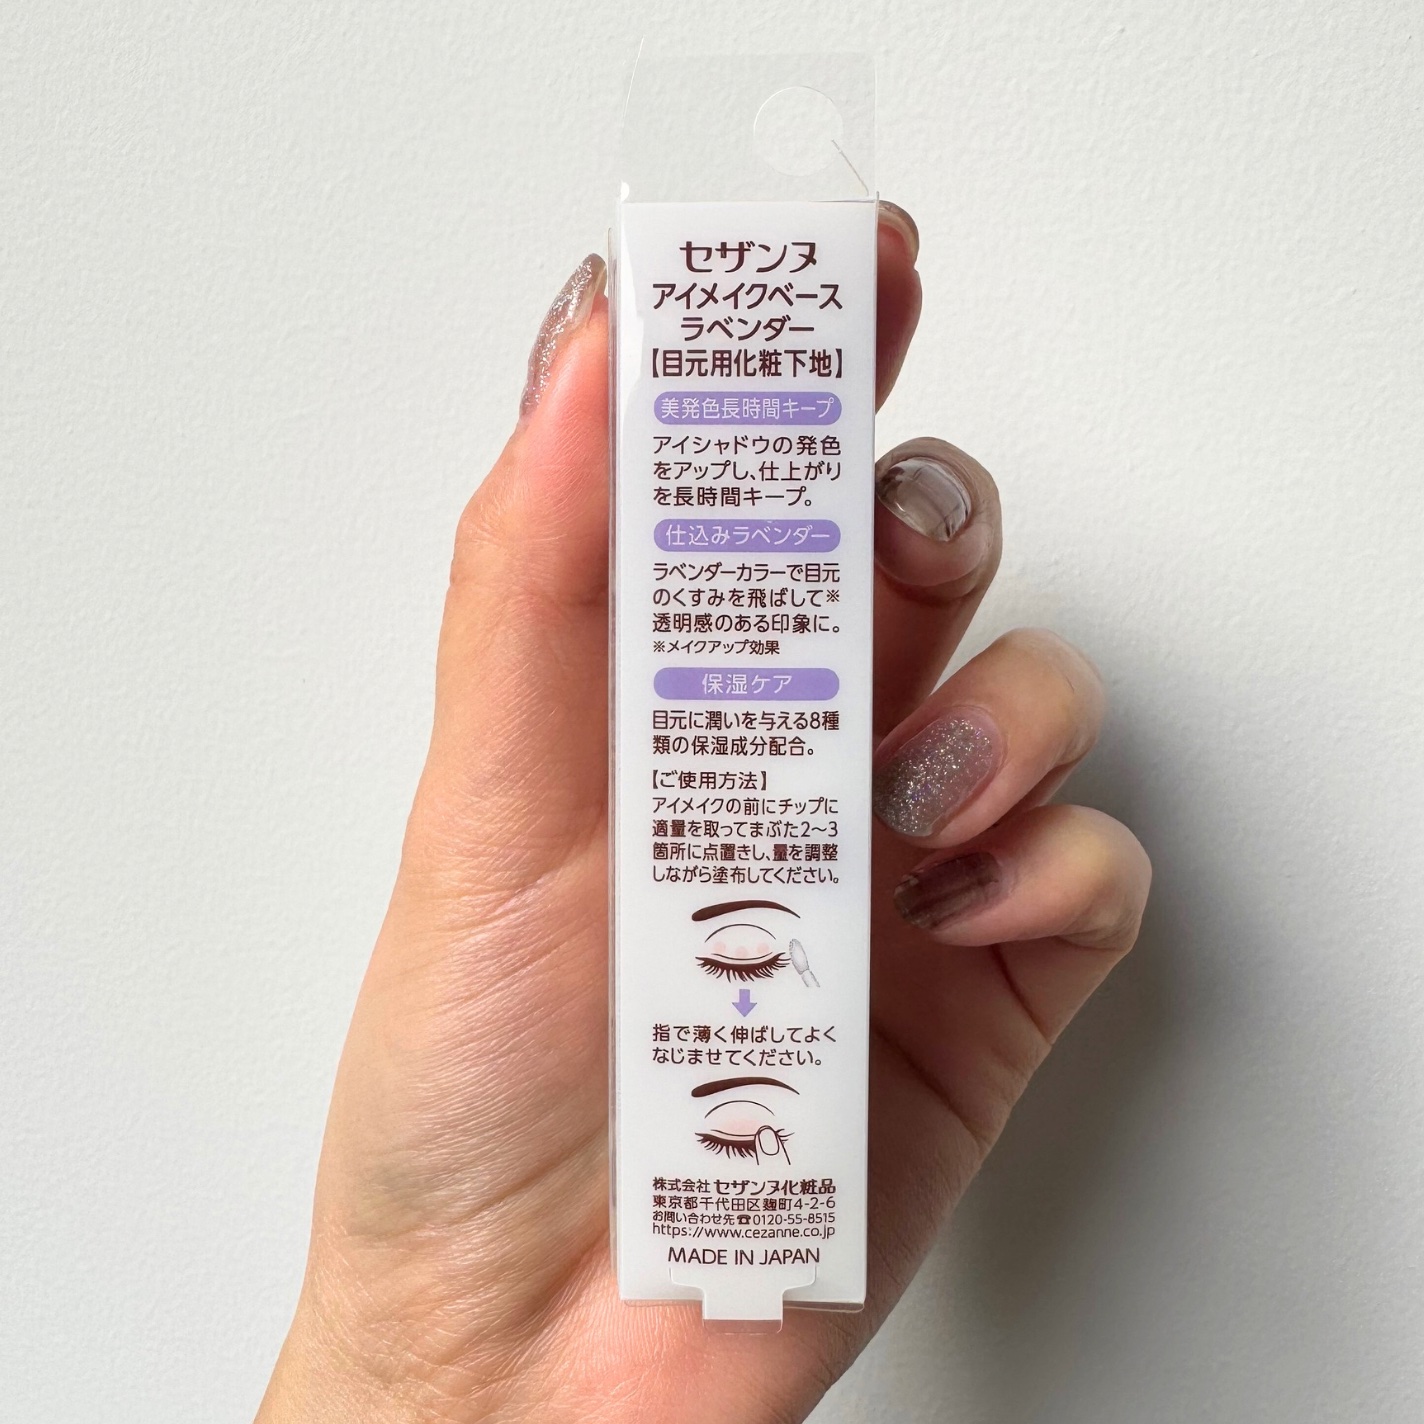 セザンヌ
アイメイクベース
ラベンダー
【目元用化粧下地】
美発色長時間キープ
アイシャドウの発色
をアップし、仕上がり
を長時間キープ。
仕込みラベンダー
ラベンダーカラーで目元
のくすみを飛ばして※
透明感のある印象に。
※メイクアップ効果
保湿ケア
目元に潤いを与える8種
類の保湿成分配合。
【ご使用方法】
アイメイクの前にチップに
適量を取ってまぶた2〜3
箇所に点置きし、量を調整
しながら塗布してください。
指で薄く伸ばしてよく
なじませてください。
株式会社セザンヌ化粧品
東京都千代田区麹町4-2-6
お問い合わせ先☎0120-55-8515
https://www.cezanne.co.jp
MADE IN JAPAN